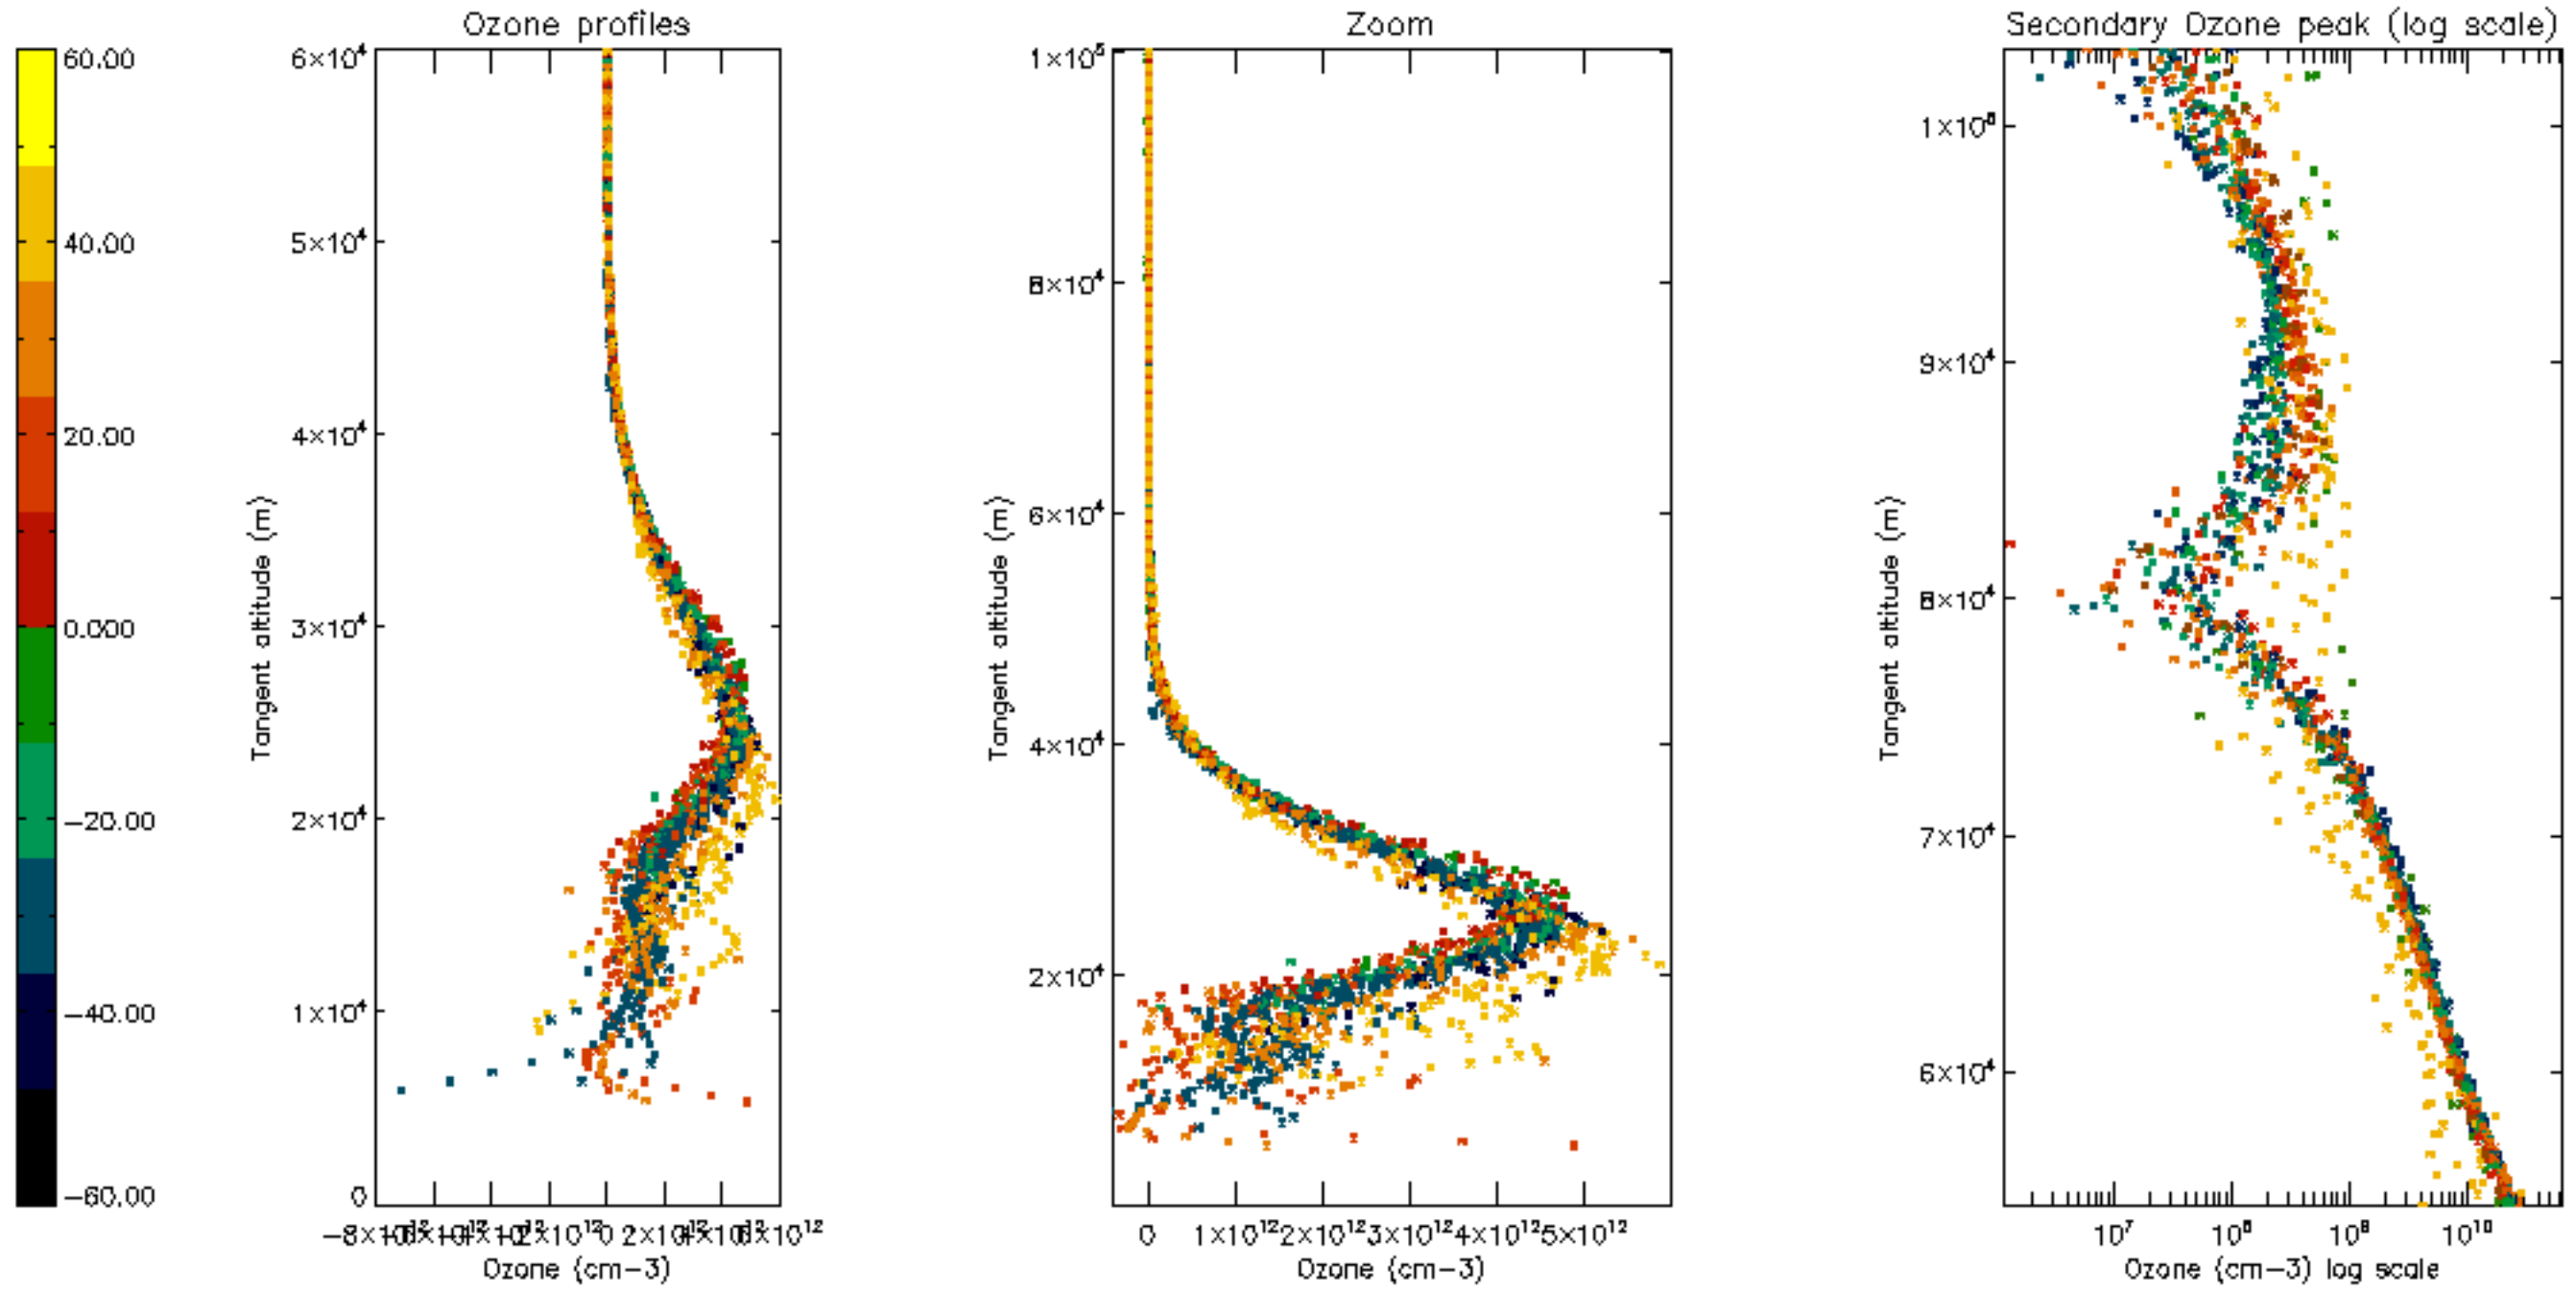 Ozone profiles
Zoom
Secondary Ozone peak (log scale)
60.00
40.00
20.00
0.000
−20.00
−40.00
−60.00
6×10⁴
5×10⁴
4×10⁴
3×10⁴
2×10⁴
1×10⁴
0
Tangent altitude (m)
0
6×10¹²
Ozone (cm−3)
1×10⁵
8×10⁴
6×10⁴
4×10⁴
2×10⁴
Tangent altitude (m)
0 1×10¹² 2×10¹² 3×10¹² 4×10¹² 5×10¹²
Ozone (cm−3)
1×10⁵
9×10⁴
8×10⁴
7×10⁴
6×10⁴
Tangent altitude (m)
10⁷ 10⁸ 10⁹ 10¹⁰
Ozone (cm−3) log scale